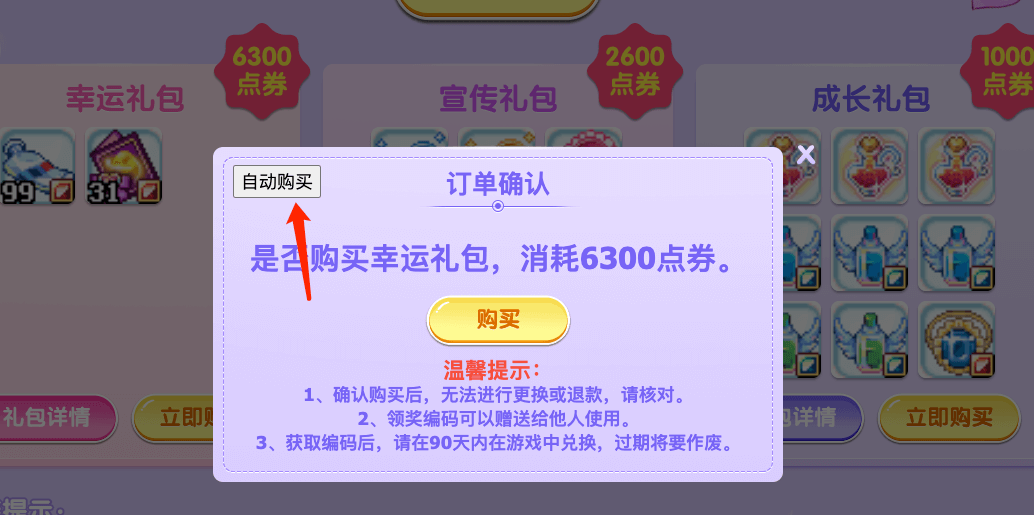 6300
点券
2600
点券
1000
点券
幸运礼包
宣传礼包
成长礼包
99
31
自动购买
订单确认
X
是否购买幸运礼包，消耗6300点券。
购买
温馨提示：
1、确认购买后，无法进行更换或退款，请核对。
2、领奖编码可以赠送给他人使用。
3、获取编码后，请在90天内在游戏中兑换，过期将要作废。
礼包详情
立即购
包详情
立即购买
提示：